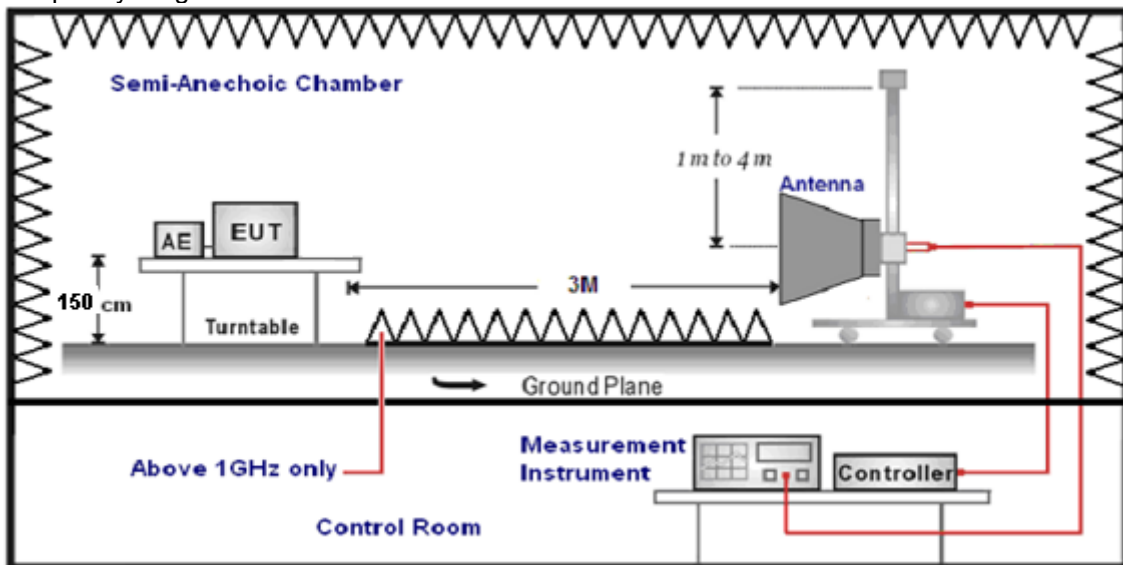 Semi-Anechoic Chamber
1 m to 4 m
Antenna
AE
EUT
150 cm
3M
Turntable
Ground Plane
Above 1GHz only
Measurement
Instrument
Controller
Control Room